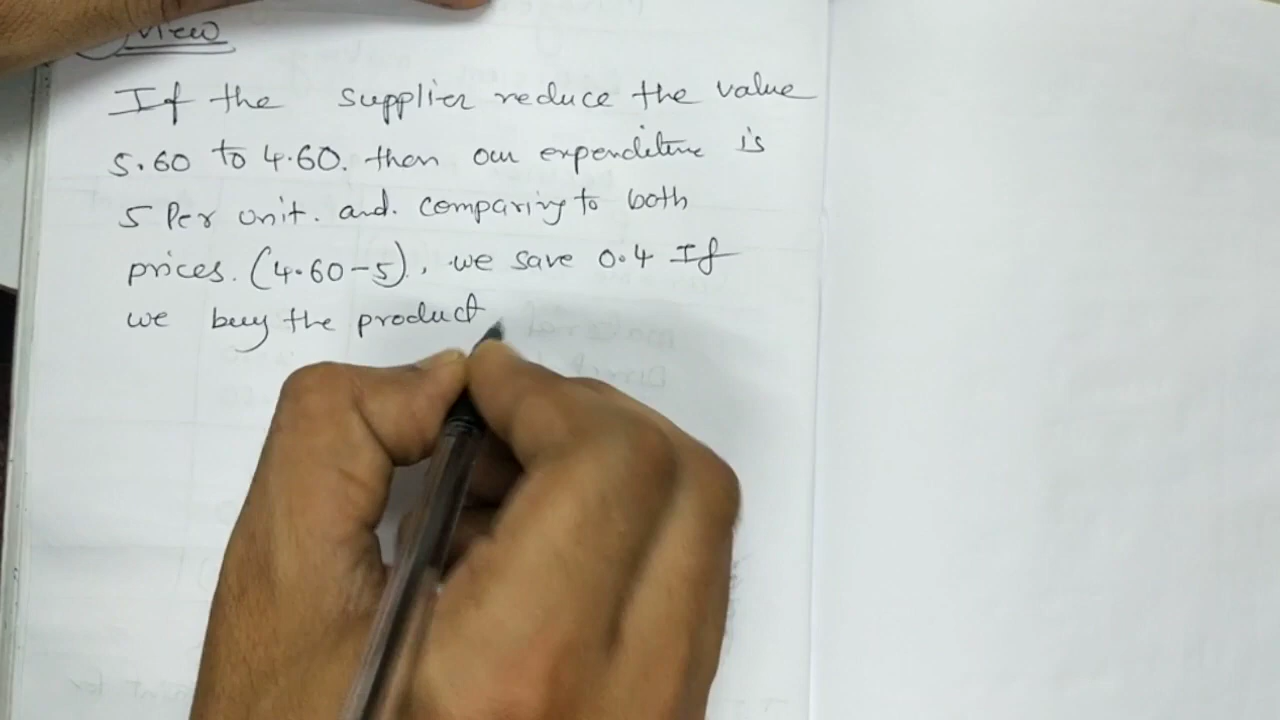 View
If the supplier reduce the value
5.60 to 4.60. then our expenditure is
5 Per unit. and. comparing to both
prices. (4.60-5), we save 0.4 If
we buy the product